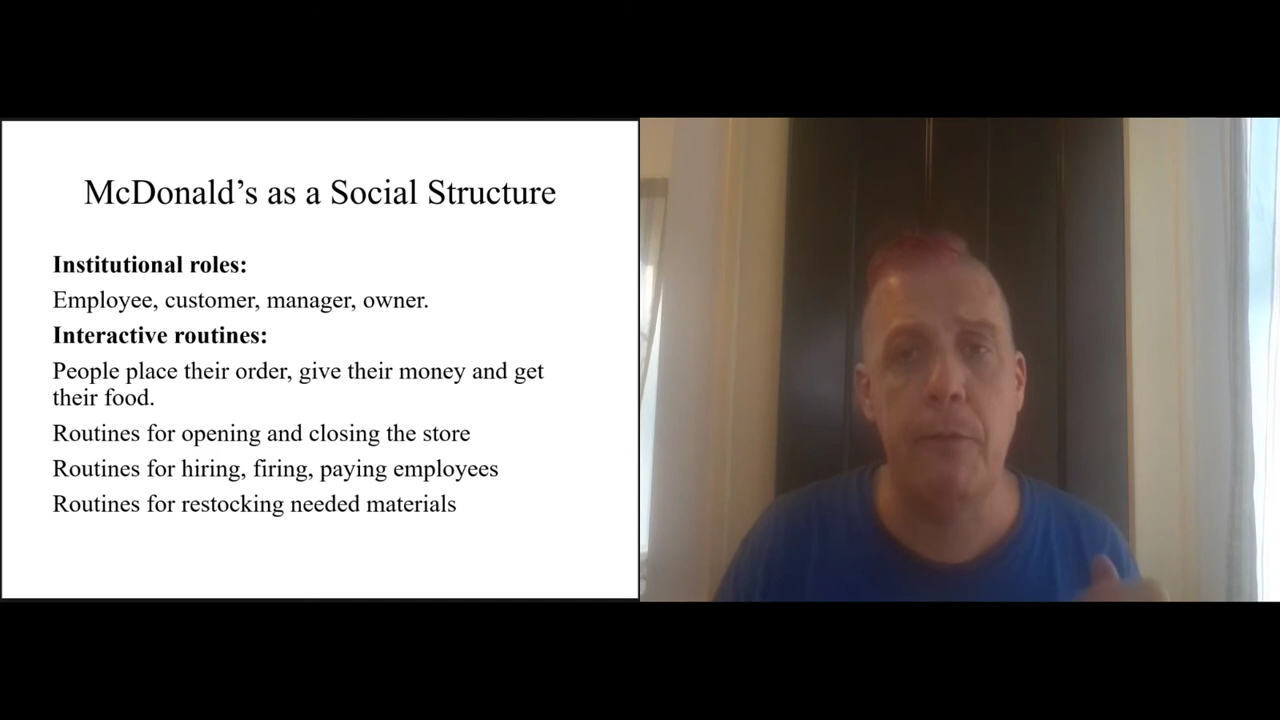 McDonald’s as a Social Structure
Institutional roles:
Employee, customer, manager, owner.
Interactive routines:
People place their order, give their money and get
their food.
Routines for opening and closing the store
Routines for hiring, firing, paying employees
Routines for restocking needed materials